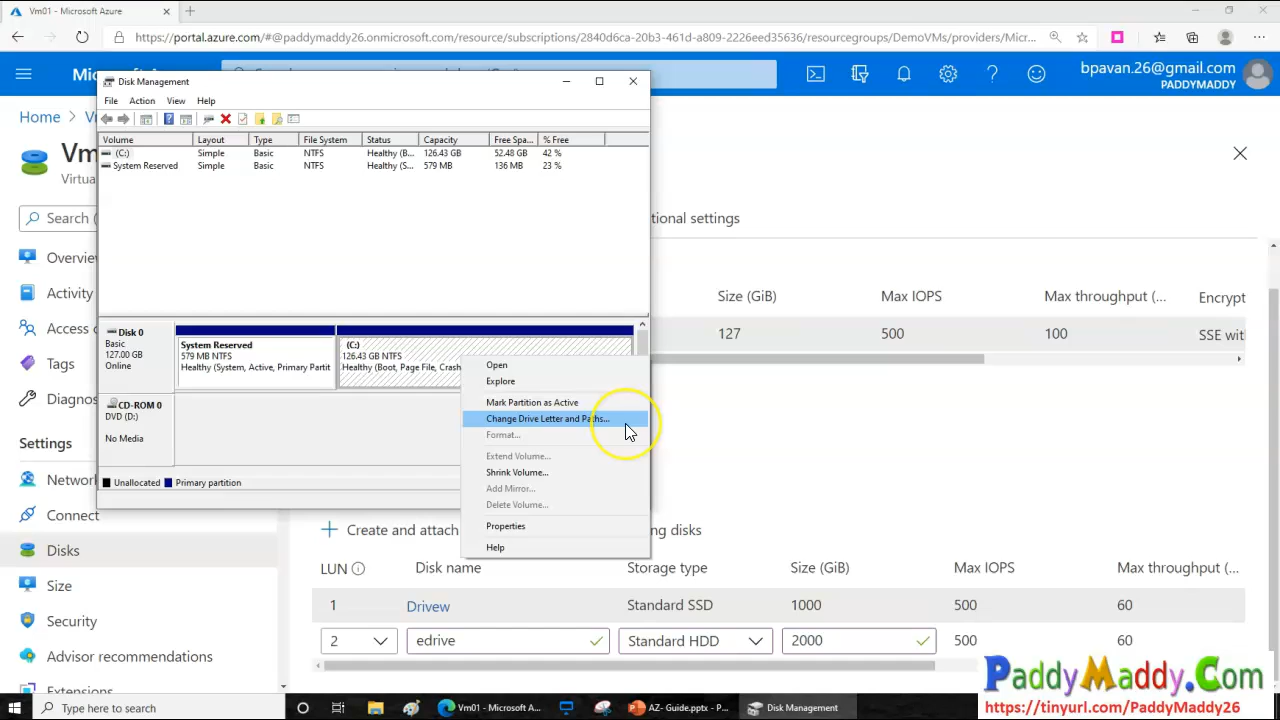 Vm01 - Microsoft Azure
https://portal.azure.com/#@paddymaddy26.onmicrosoft.com/resource/subscriptions/2840d6ca-20b3-461d-a809-2226eed35736/resourcegroups/DemoVMs/providers/Micr...
bpavan.26@gmail.com
PADDYMADDY
Disk Management
File Action View Help
Home >
Volume Layout Type File System Status Capacity Free Spa... % Free
(C:) Simple Basic NTFS Healthy (B... 126.43 GB 52.48 GB 42 %
System Reserved Simple Basic NTFS Healthy (S... 579 MB 136 MB 23 %
Search (
tional settings
Overview
Activity
Access c
Tags
Diagnos
Settings
Network
Connect
Disks
Size
Security
Advisor recommendations
Extensions
Size (GiB) Max IOPS Max throughput (... Encrypt
127 500 100 SSE wit
Disk 0
Basic
127.00 GB
Online
System Reserved
579 MB NTFS
Healthy (System, Active, Primary Partit
(C:)
126.43 GB NTFS
Healthy (Boot, Page File, Crash
CD-ROM 0
DVD (D:)
No Media
Unallocated Primary partition
Open
Explore
Mark Partition as Active
Change Drive Letter and Paths...
Format...
Extend Volume...
Shrink Volume...
Add Mirror...
Delete Volume...
Properties
Help
Create and attach
ng disks
LUN Disk name Storage type Size (GiB) Max IOPS Max throughput (...
1 Drivew Standard SSD 1000 500 60
2 edrive Standard HDD 2000 500 60
PaddyMaddy.Com
https://tinyurl.com/PaddyMaddy26
Type here to search
Vm01 - Microsoft Az...
AZ- Guide.pptx - P...
Disk Management